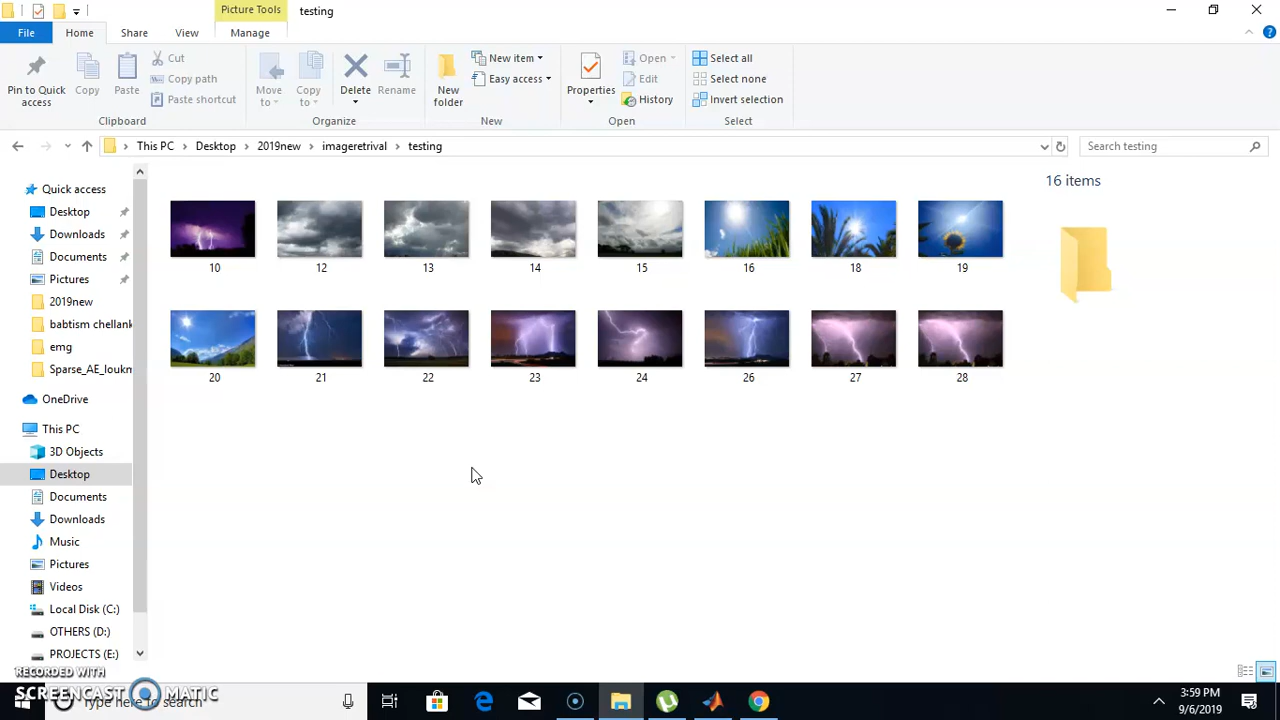 Picture Tools
testing
File
Home
Share
View
Manage
Pin to Quick access
Copy
Paste
Cut
Copy path
Paste shortcut
Clipboard
Move to
Copy to
Delete
Rename
Organize
New folder
New item
Easy access
New
Properties
Open
Edit
History
Open
Select all
Select none
Invert selection
Select
This PC > Desktop > 2019new > imageretrival > testing
Search testing
Quick access
Desktop
Downloads
Documents
Pictures
2019new
babtism chellank
emg
Sparse_AE_loukm
OneDrive
This PC
3D Objects
Desktop
Documents
Downloads
Music
Pictures
Videos
Local Disk (C:)
OTHERS (D:)
PROJECTS (E:)
10 12 13 14 15 16 18 19
20 21 22 23 24 26 27 28
16 items
RECORDED WITH
SCREENCAST MATIC
Type here to search
3:59 PM
9/6/2019